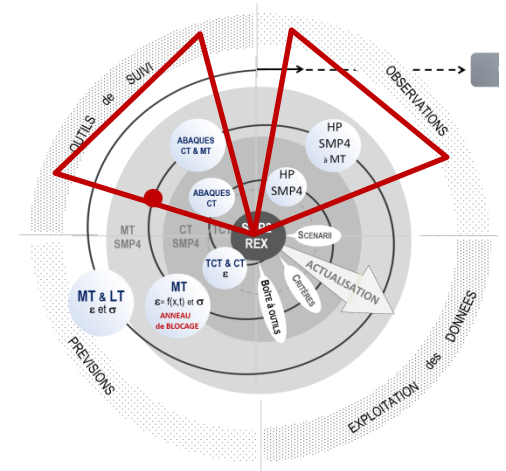 OUTILS de SUIVI
OBSERVATIONS
ABAQUES
CT & MT
HP
SMP4
à MT
ABAQUES
CT
HP
SMP4
MT
SMP4
CT
SMP4
TCT
REX
SCENARII
TCT & CT
ε
ACTUALISATION
CRITÈRES
BOÎTE À OUTILS
MT & LT
ε et σ
MT
ε= f(x,t) et σ
ANNEAU
de BLOCAGE
PREVISIONS
EXPLOITATION des DONNEES